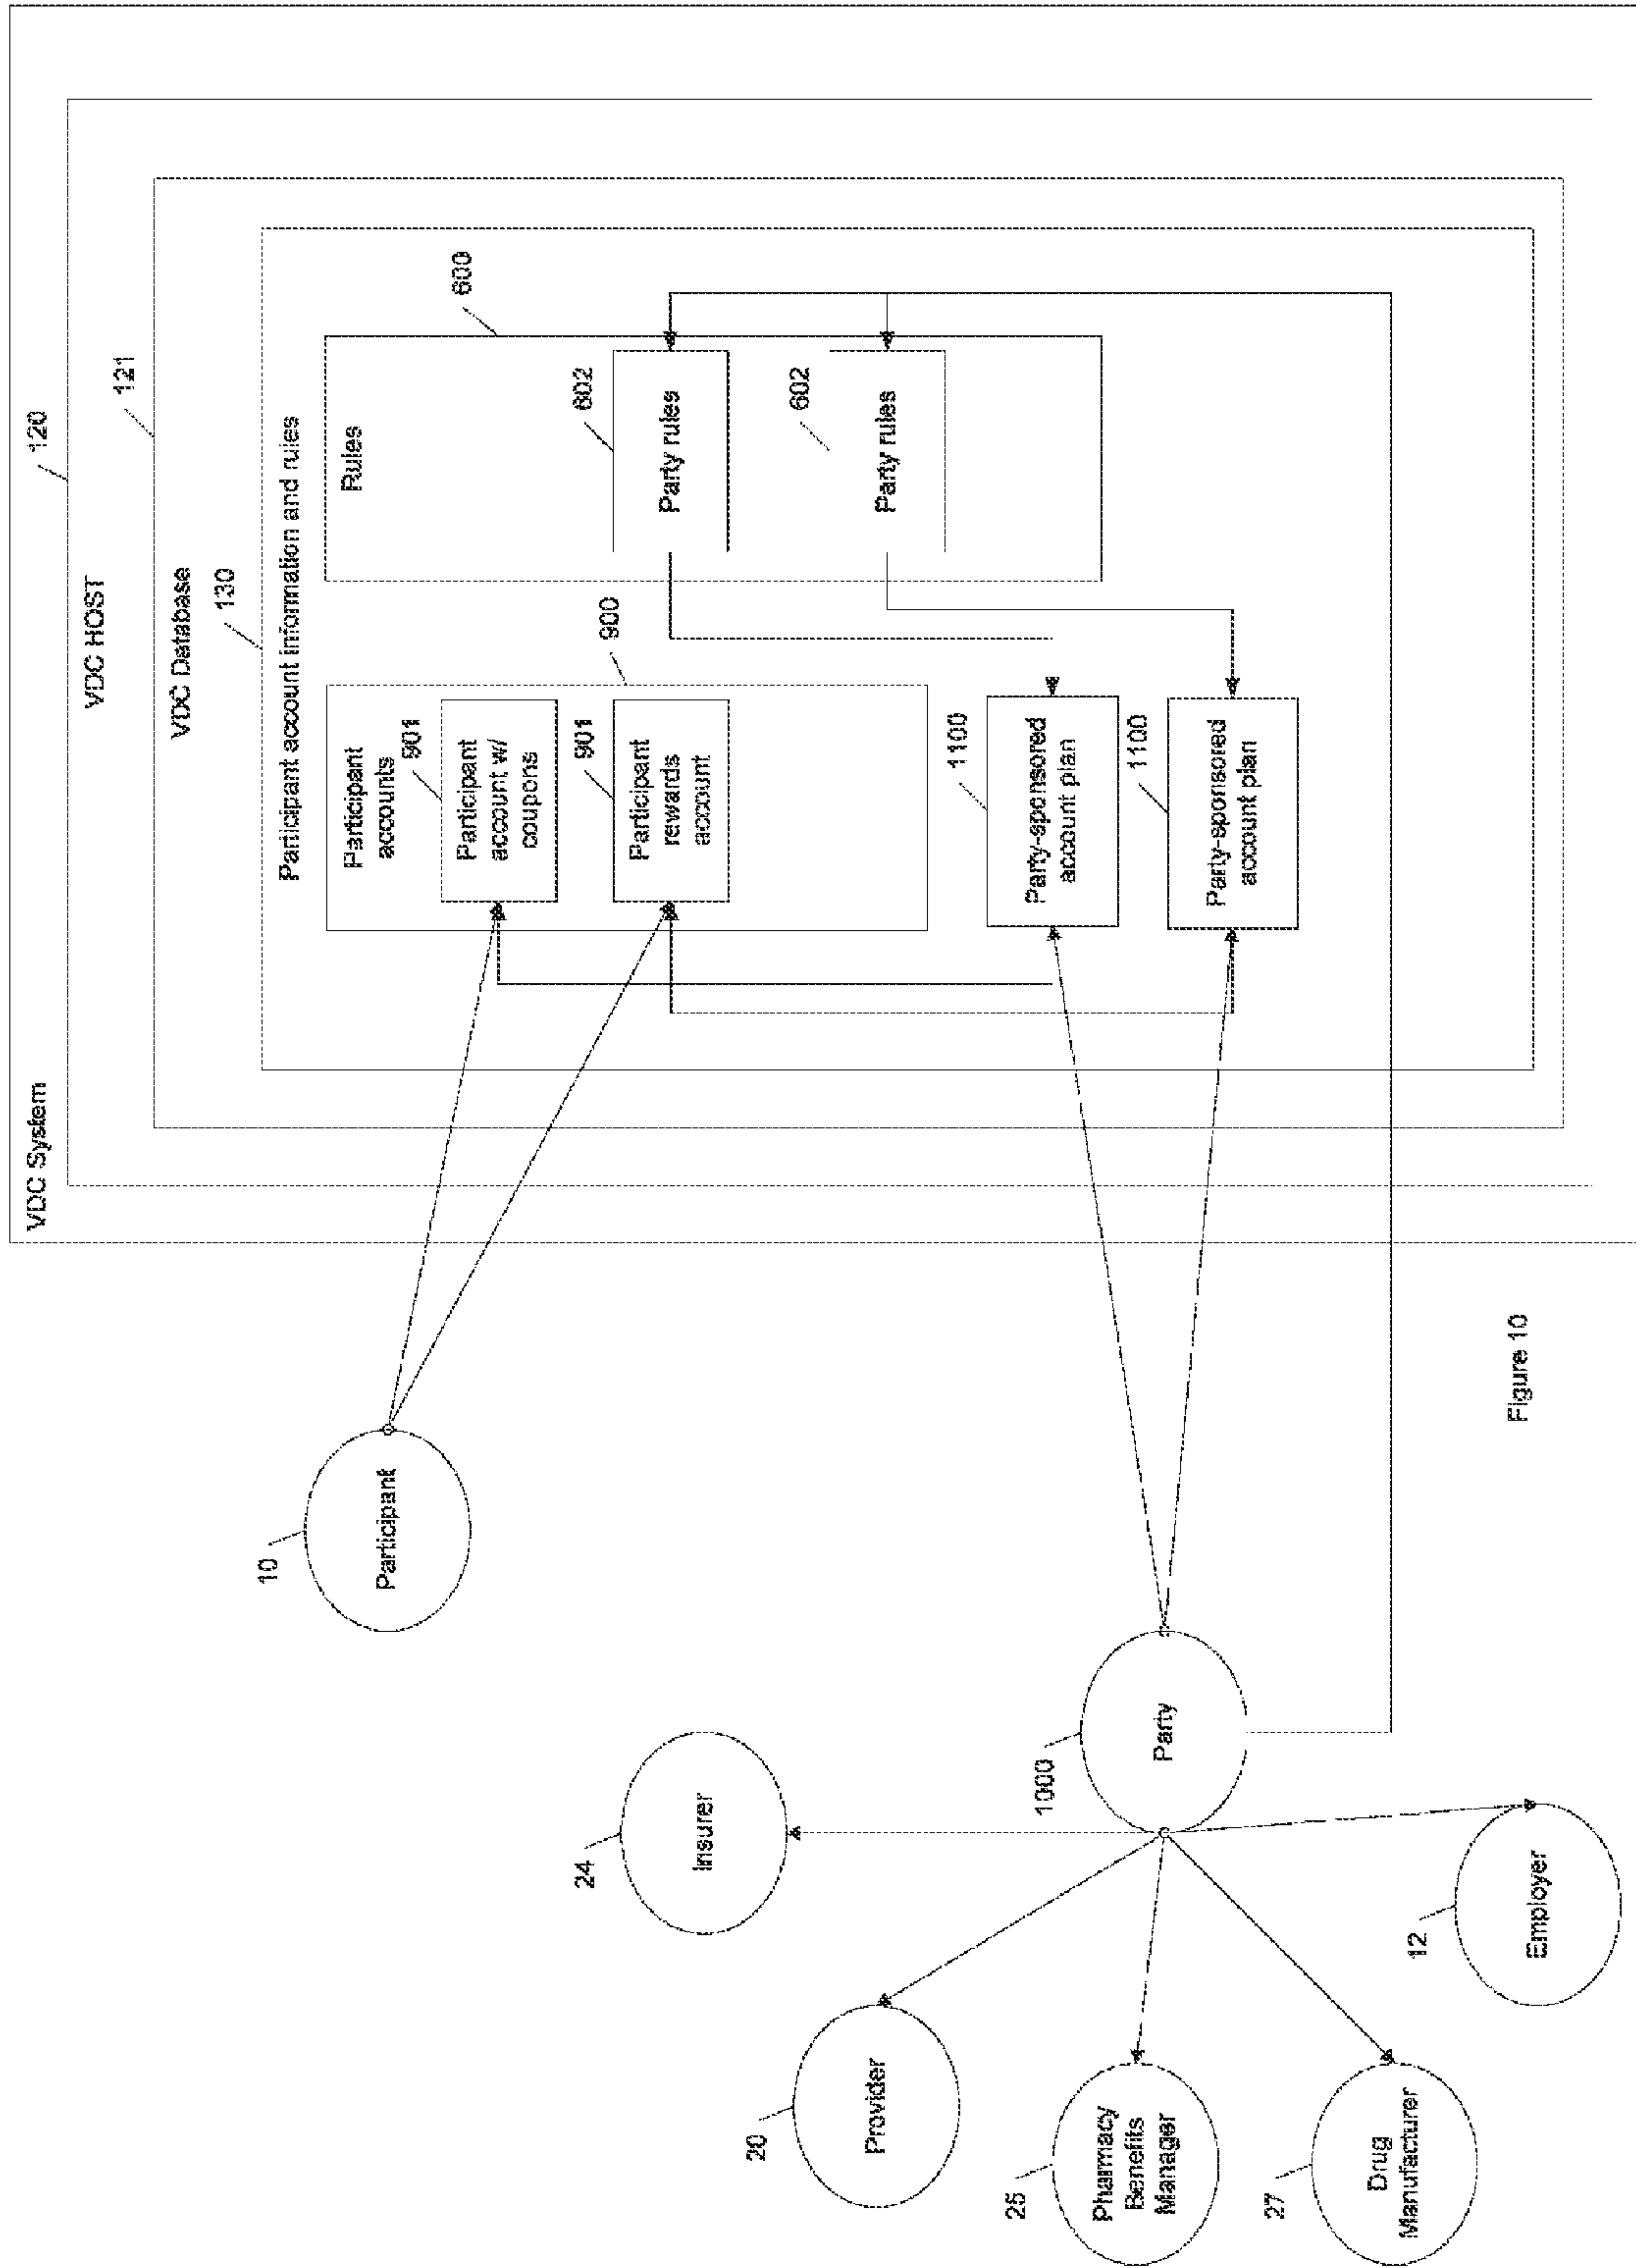 VDC System
120
VDC HOST
121
VDC Database
130
Participant account information and rules
Participant
accounts
901
Participant
account w/
coupons
901
Participant
rewards
account
900
Rules
600
602
Party rules
602
Party rules
1100
Party-sponsored
account plan
1100
Party-sponsored
account plan
10
Participant
24
Insurer
20
Provider
1000
Party
25
Pharmacy
Benefits
Manager
27
Drug
Manufacturer
12
Employer
Figure 10